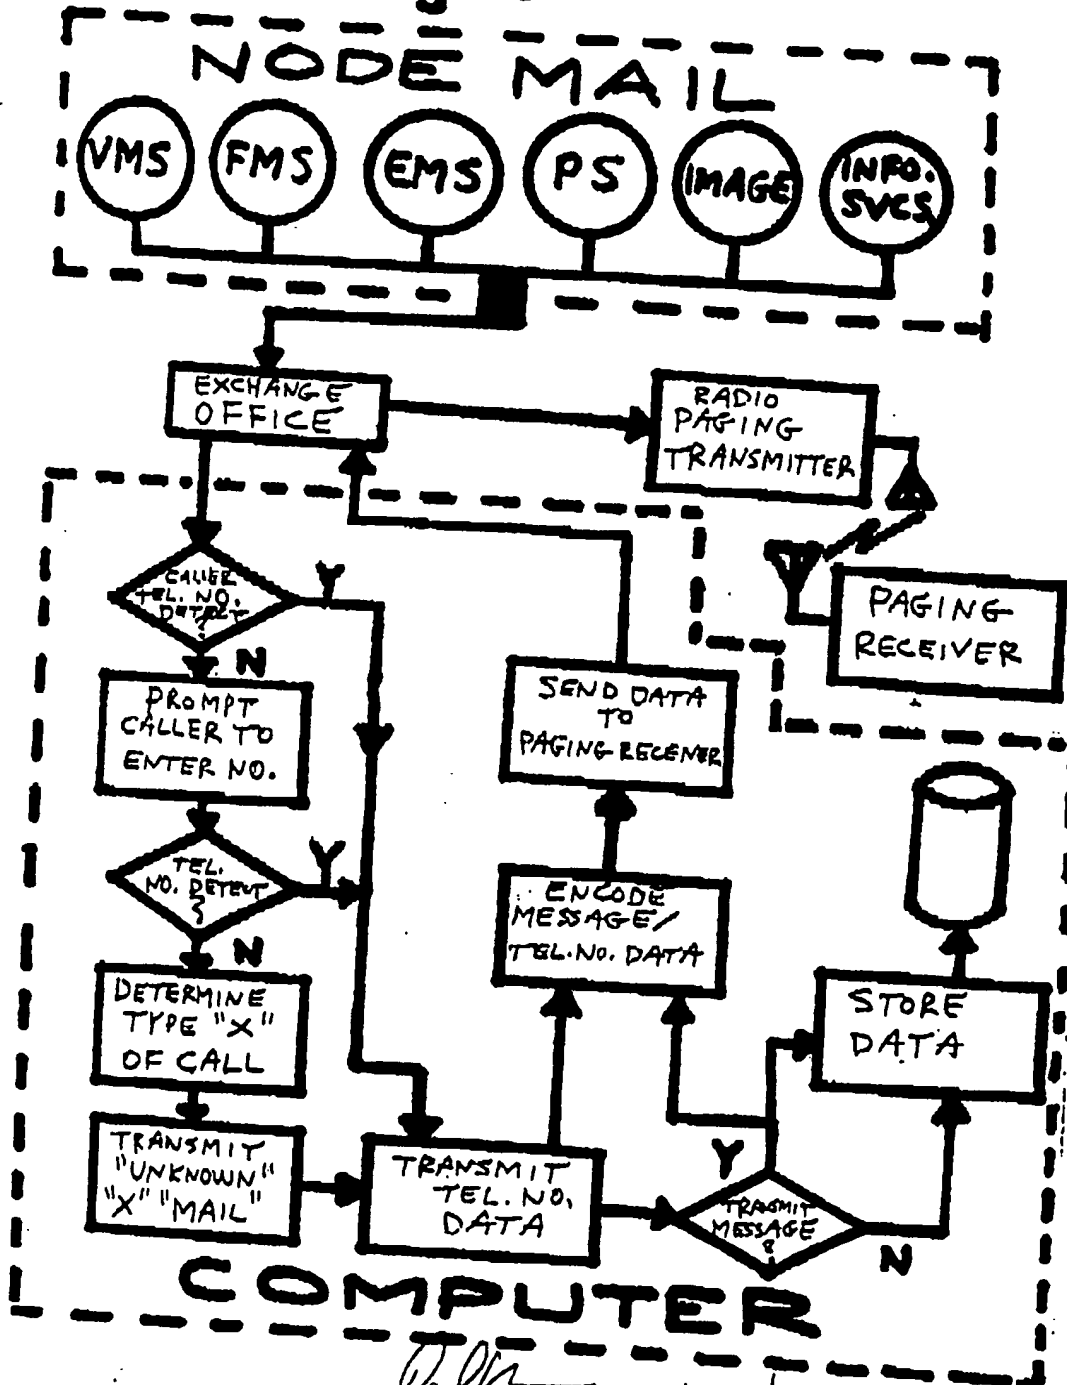 NODE MAIL
VMS
FMS
EMS
PS
IMAGE
INFO.
SVCS.
EXCHANGE
OFFICE
RADIO
PAGING
TRANSMITTER
PAGING
RECEIVER
CALLER
TEL. NO.
DETECT
?
Y
N
PROMPT
CALLER TO
ENTER NO.
TEL.
NO. DETECT
?
Y
N
DETERMINE
TYPE "X"
OF CALL
TRANSMIT
"UNKNOWN"
"X" "MAIL"
SEND DATA
TO
PAGING RECEIVER
ENCODE
MESSAGE/
TEL. NO. DATA
STORE
DATA
TRANSMIT
TEL. NO.
DATA
Y
TRASMIT
MESSAGE
?
N
COMPUTER